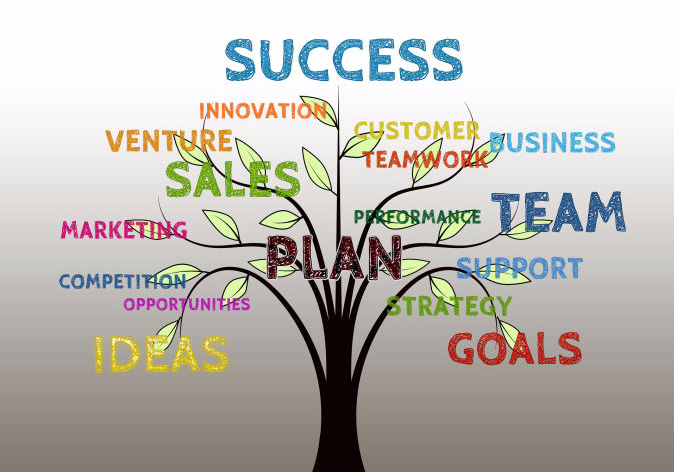 SUCCESS
INNOVATION
CUSTOMER
VENTURE
BUSINESS
TEAMWORK
SALES
TEAM
PERFORMANCE
MARKETING
PLAN
SUPPORT
COMPETITION
OPPORTUNITIES
STRATEGY
GOALS
IDEAS